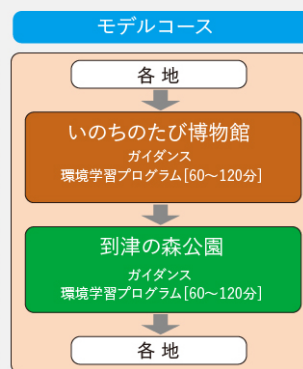 モデルコース
各地
いのちのたび博物館
ガイダンス
環境学習プログラム[60〜120分]
到津の森公園
ガイダンス
環境学習プログラム[60〜120分]
各地